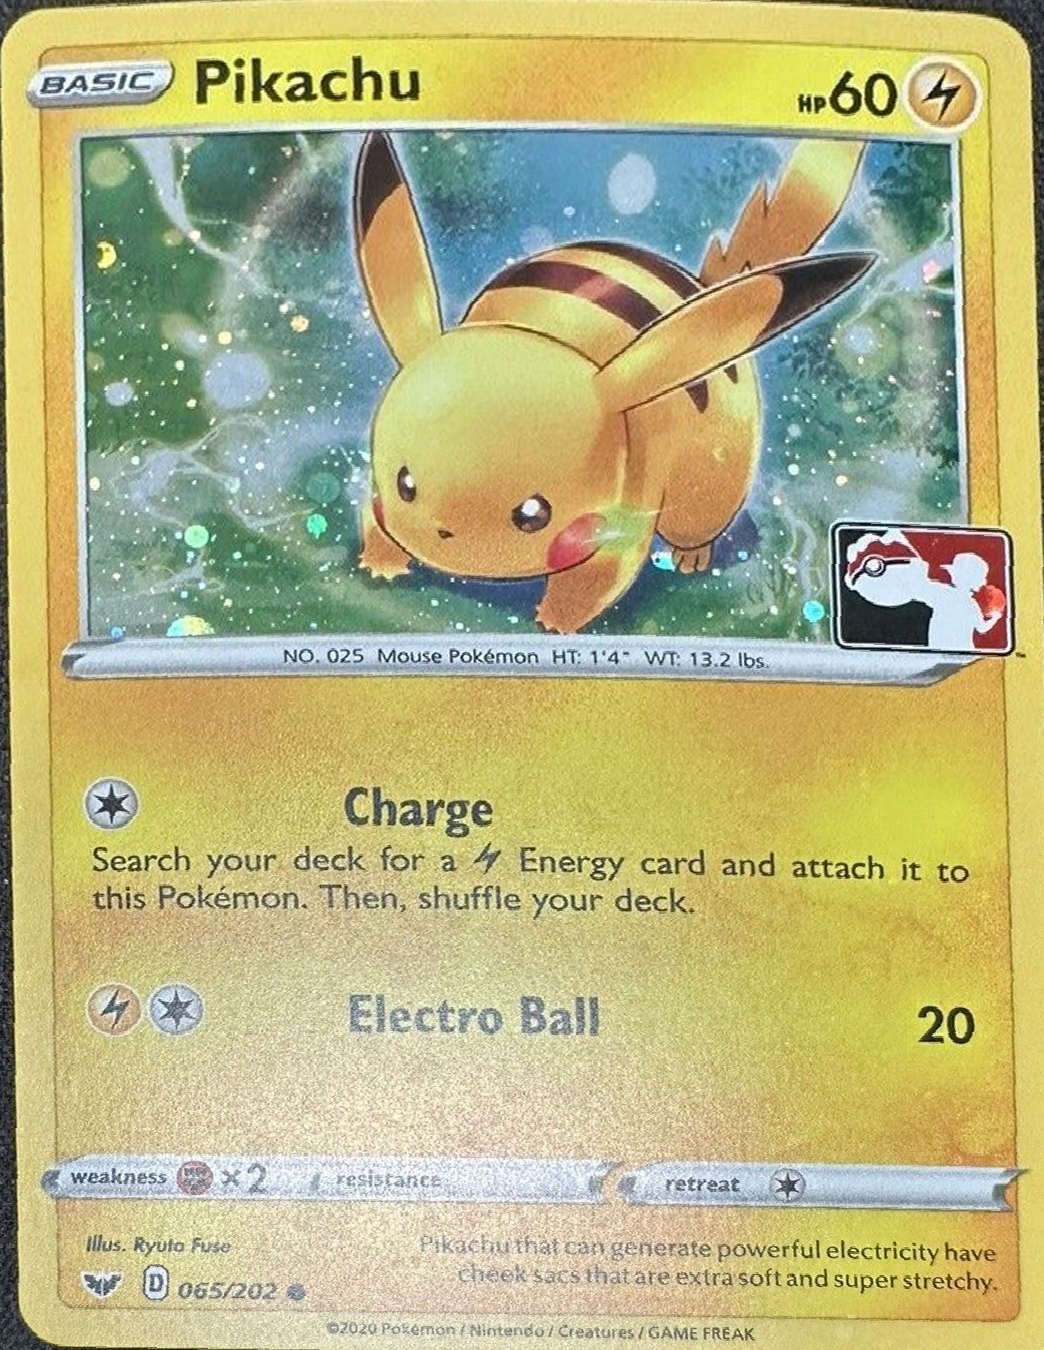 BASIC Pikachu HP60
NO. 025 Mouse Pokémon HT: 1'4" WT: 13.2 lbs.
TM
Charge
Search your deck for a Energy card and attach it to
this Pokémon. Then, shuffle your deck.
Electro Ball 20
weakness ×2 resistance retreat
Illus. Ryuta Fuse
Pikachu that can generate powerful electricity have
cheek sacs that are extra soft and super stretchy.
D 065/202
©2020 Pokémon / Nintendo / Creatures / GAME FREAK